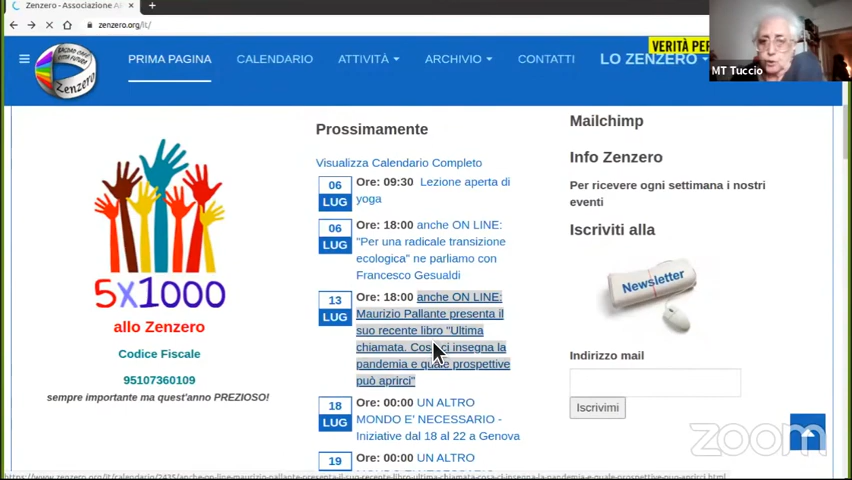 Zenzero - Associazione Al
zenzero.org/it/
Zenzero
PRIMA PAGINA
CALENDARIO
ATTIVITÀ
ARCHIVIO
CONTATTI
LO ZENZERO
VERITÀ PER
MT Tuccio
5x1000
allo Zenzero
Codice Fiscale
95107360109
sempre importante ma quest'anno PREZIOSO!
Prossimamente
Visualizza Calendario Completo
06 LUG
Ore: 09:30 Lezione aperta di
yoga
06 LUG
Ore: 18:00 anche ON LINE:
"Per una radicale transizione
ecologica" ne parliamo con
Francesco Gesualdi
13 LUG
Ore: 18:00 anche ON LINE:
Maurizio Pallante presenta il
suo recente libro "Ultima
chiamata. Cosa ci insegna la
pandemia e quale prospettive
può aprirci"
18 LUG
Ore: 00:00 UN ALTRO
MONDO E' NECESSARIO -
Iniziative dal 18 al 22 a Genova
19
Ore: 00:00 UN ALTRO
Mailchimp
Info Zenzero
Per ricevere ogni settimana i nostri
eventi
Iscriviti alla
Newsletter
Indirizzo mail
Iscrivimi
zoom